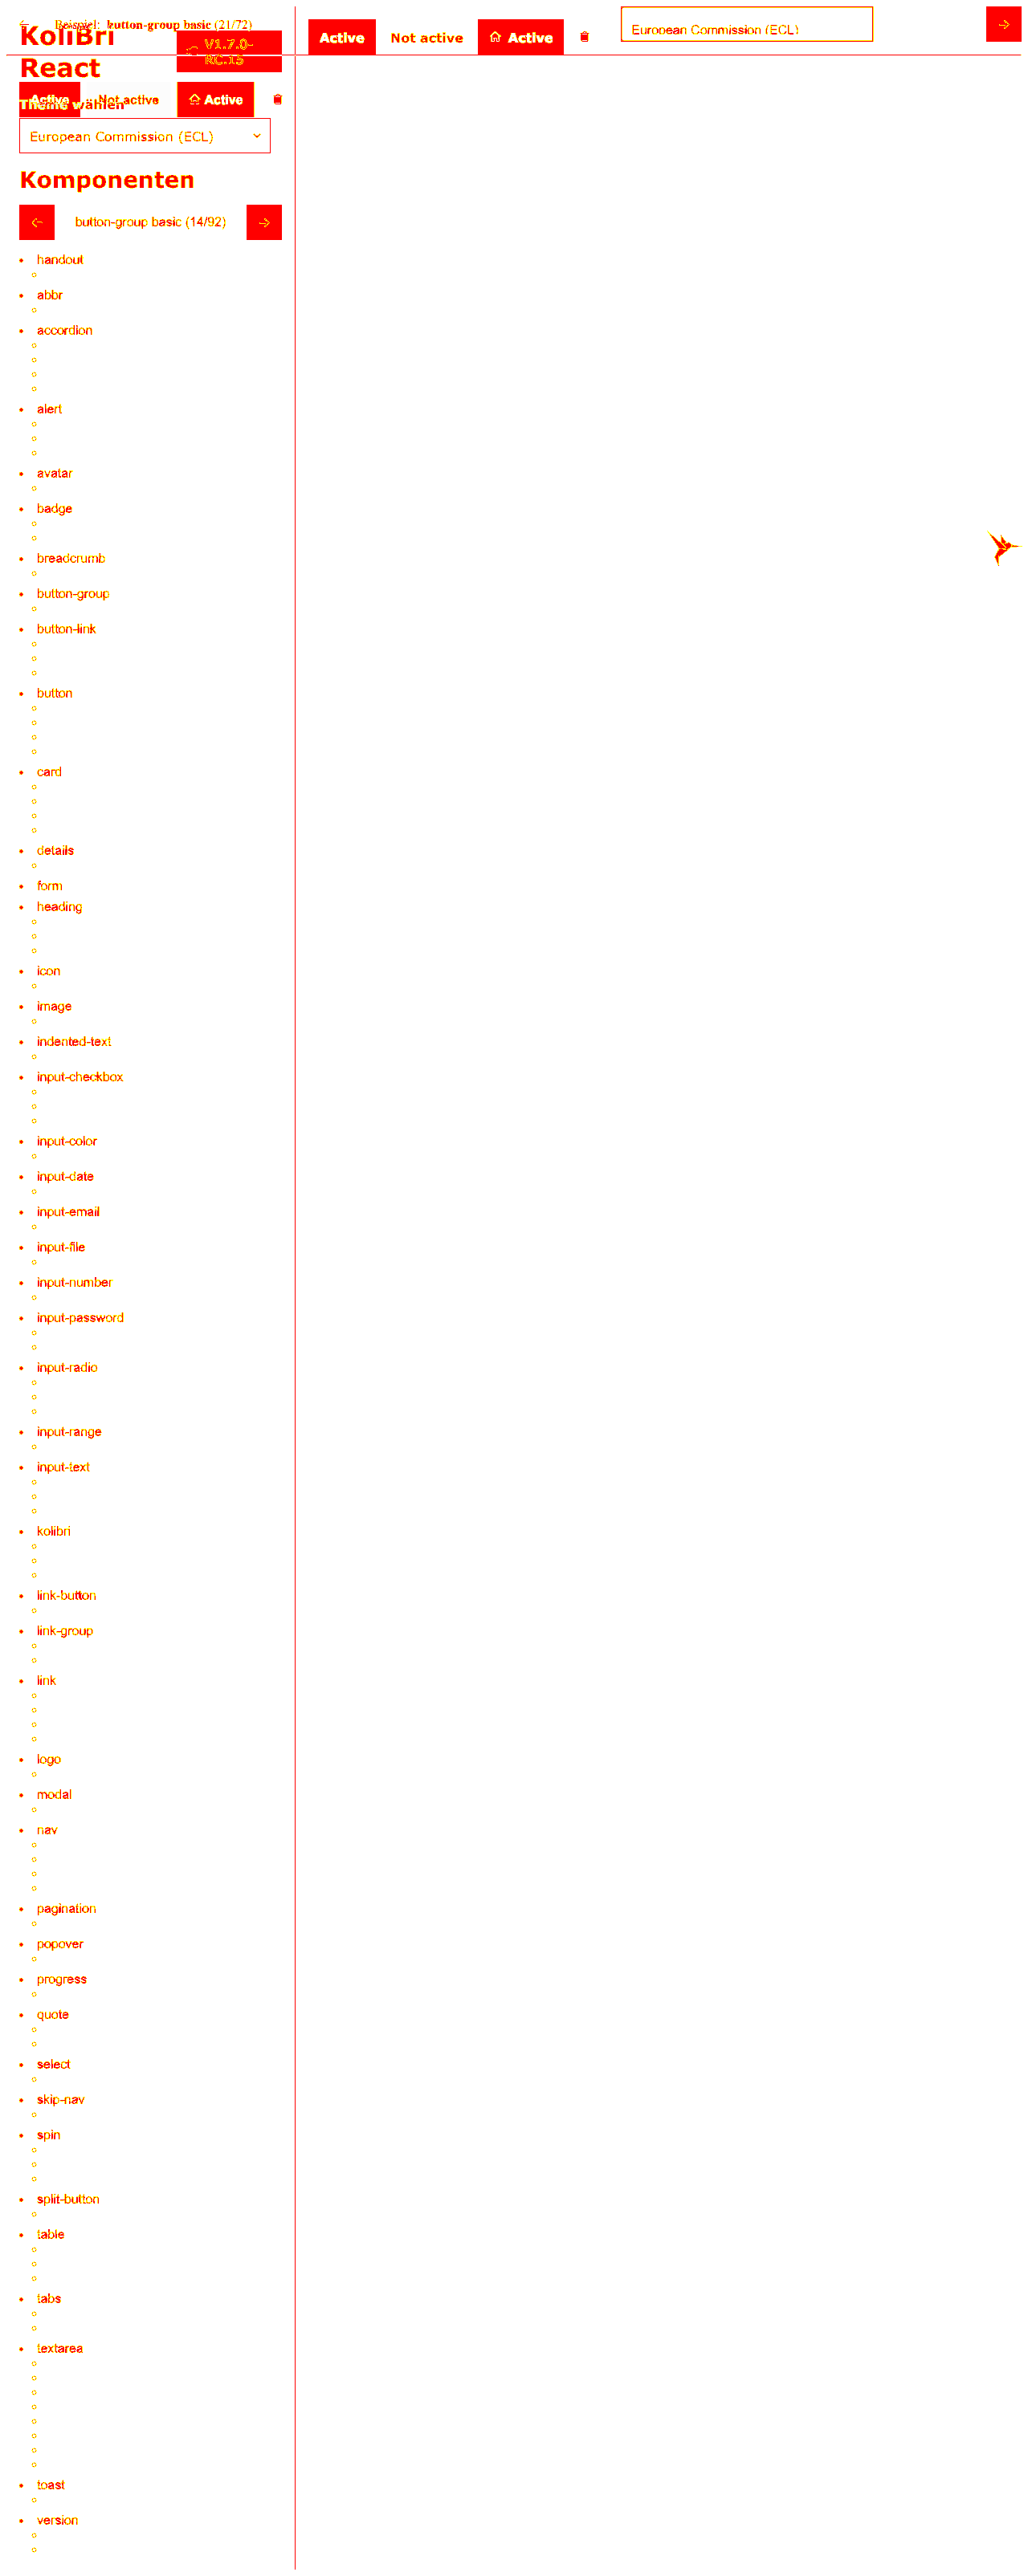 Beispiel: button-group basic (21/72)
KoliBri
React
V1.7.0-
RC.15
Active Not active Active
European Commission (ECL)
Active Not active Active
Theme wählen
European Commission (ECL)
Komponenten
button-group basic (14/92)
handout
abbr
accordion
alert
avatar
badge
breadcrumb
button-group
button-link
button
card
details
form
heading
icon
image
indented-text
input-checkbox
input-color
input-date
input-email
input-file
input-number
input-password
input-radio
input-range
input-text
kolibri
link-button
link-group
link
logo
modal
nav
pagination
popover
progress
quote
select
skip-nav
spin
split-button
table
tabs
textarea
toast
version